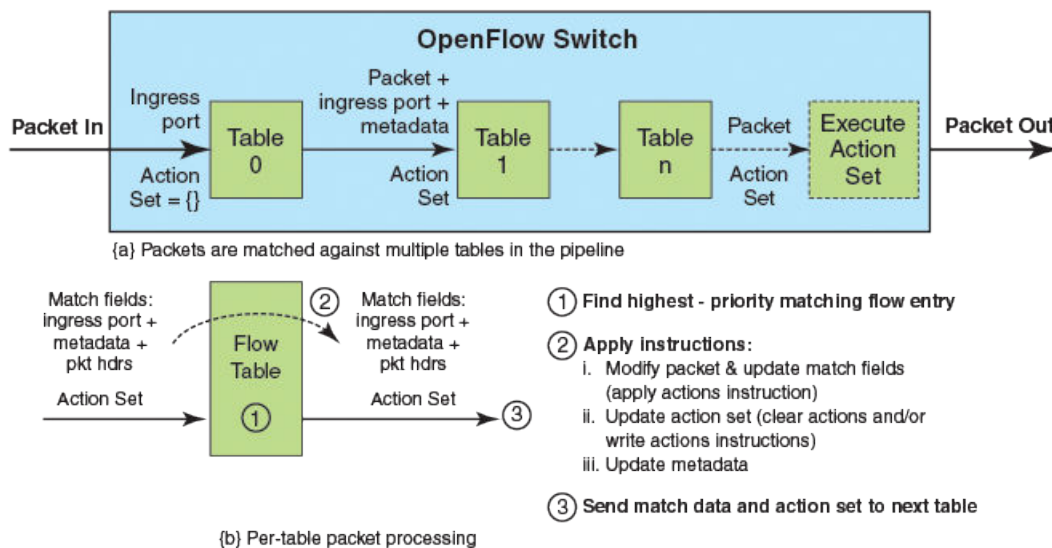 OpenFlow Switch
Packet In
Ingress
port
Action
Set = {}
Table
0
Packet +
ingress port +
metadata
Action
Set
Table
1
Table
n
Packet
Action
Set
Execute
Action
Set
Packet Out
{a} Packets are matched against multiple tables in the pipeline
Match fields:
ingress port +
metadata +
pkt hdrs
Action Set
Flow
Table
1
2
Match fields:
ingress port +
metadata +
pkt hdrs
Action Set
3
1 Find highest - priority matching flow entry
2 Apply instructions:
i. Modify packet & update match fields
(apply actions instruction)
ii. Update action set (clear actions and/or
write actions instructions)
iii. Update metadata
3 Send match data and action set to next table
{b} Per-table packet processing